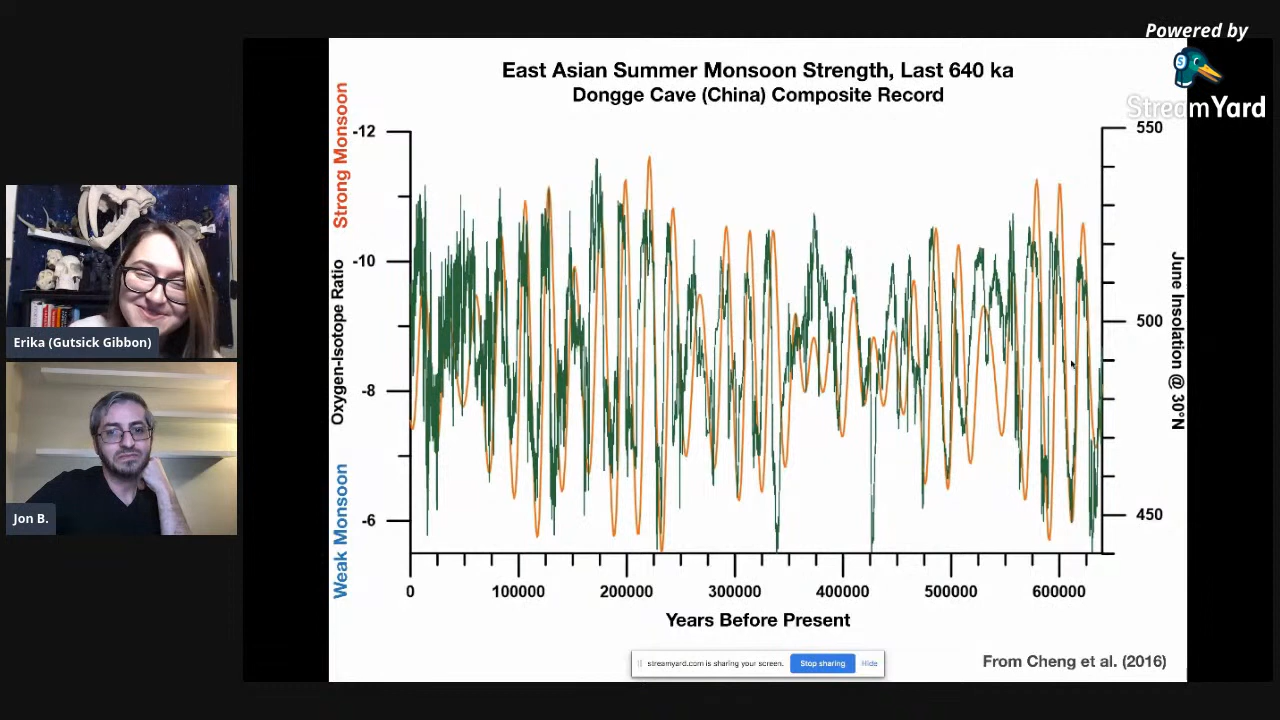 Powered by
StreamYard
East Asian Summer Monsoon Strength, Last 640 ka
Dongge Cave (China) Composite Record
Strong Monsoon
Oxygen-Isotope Ratio
Weak Monsoon
-12
-10
-8
-6
550
500
450
June Insolation @ 30°N
0
100000
200000
300000
400000
500000
600000
Years Before Present
From Cheng et al. (2016)
streamyard.com is sharing your screen.
Stop sharing
Hide
Erika (Gutsick Gibbon)
Jon B.